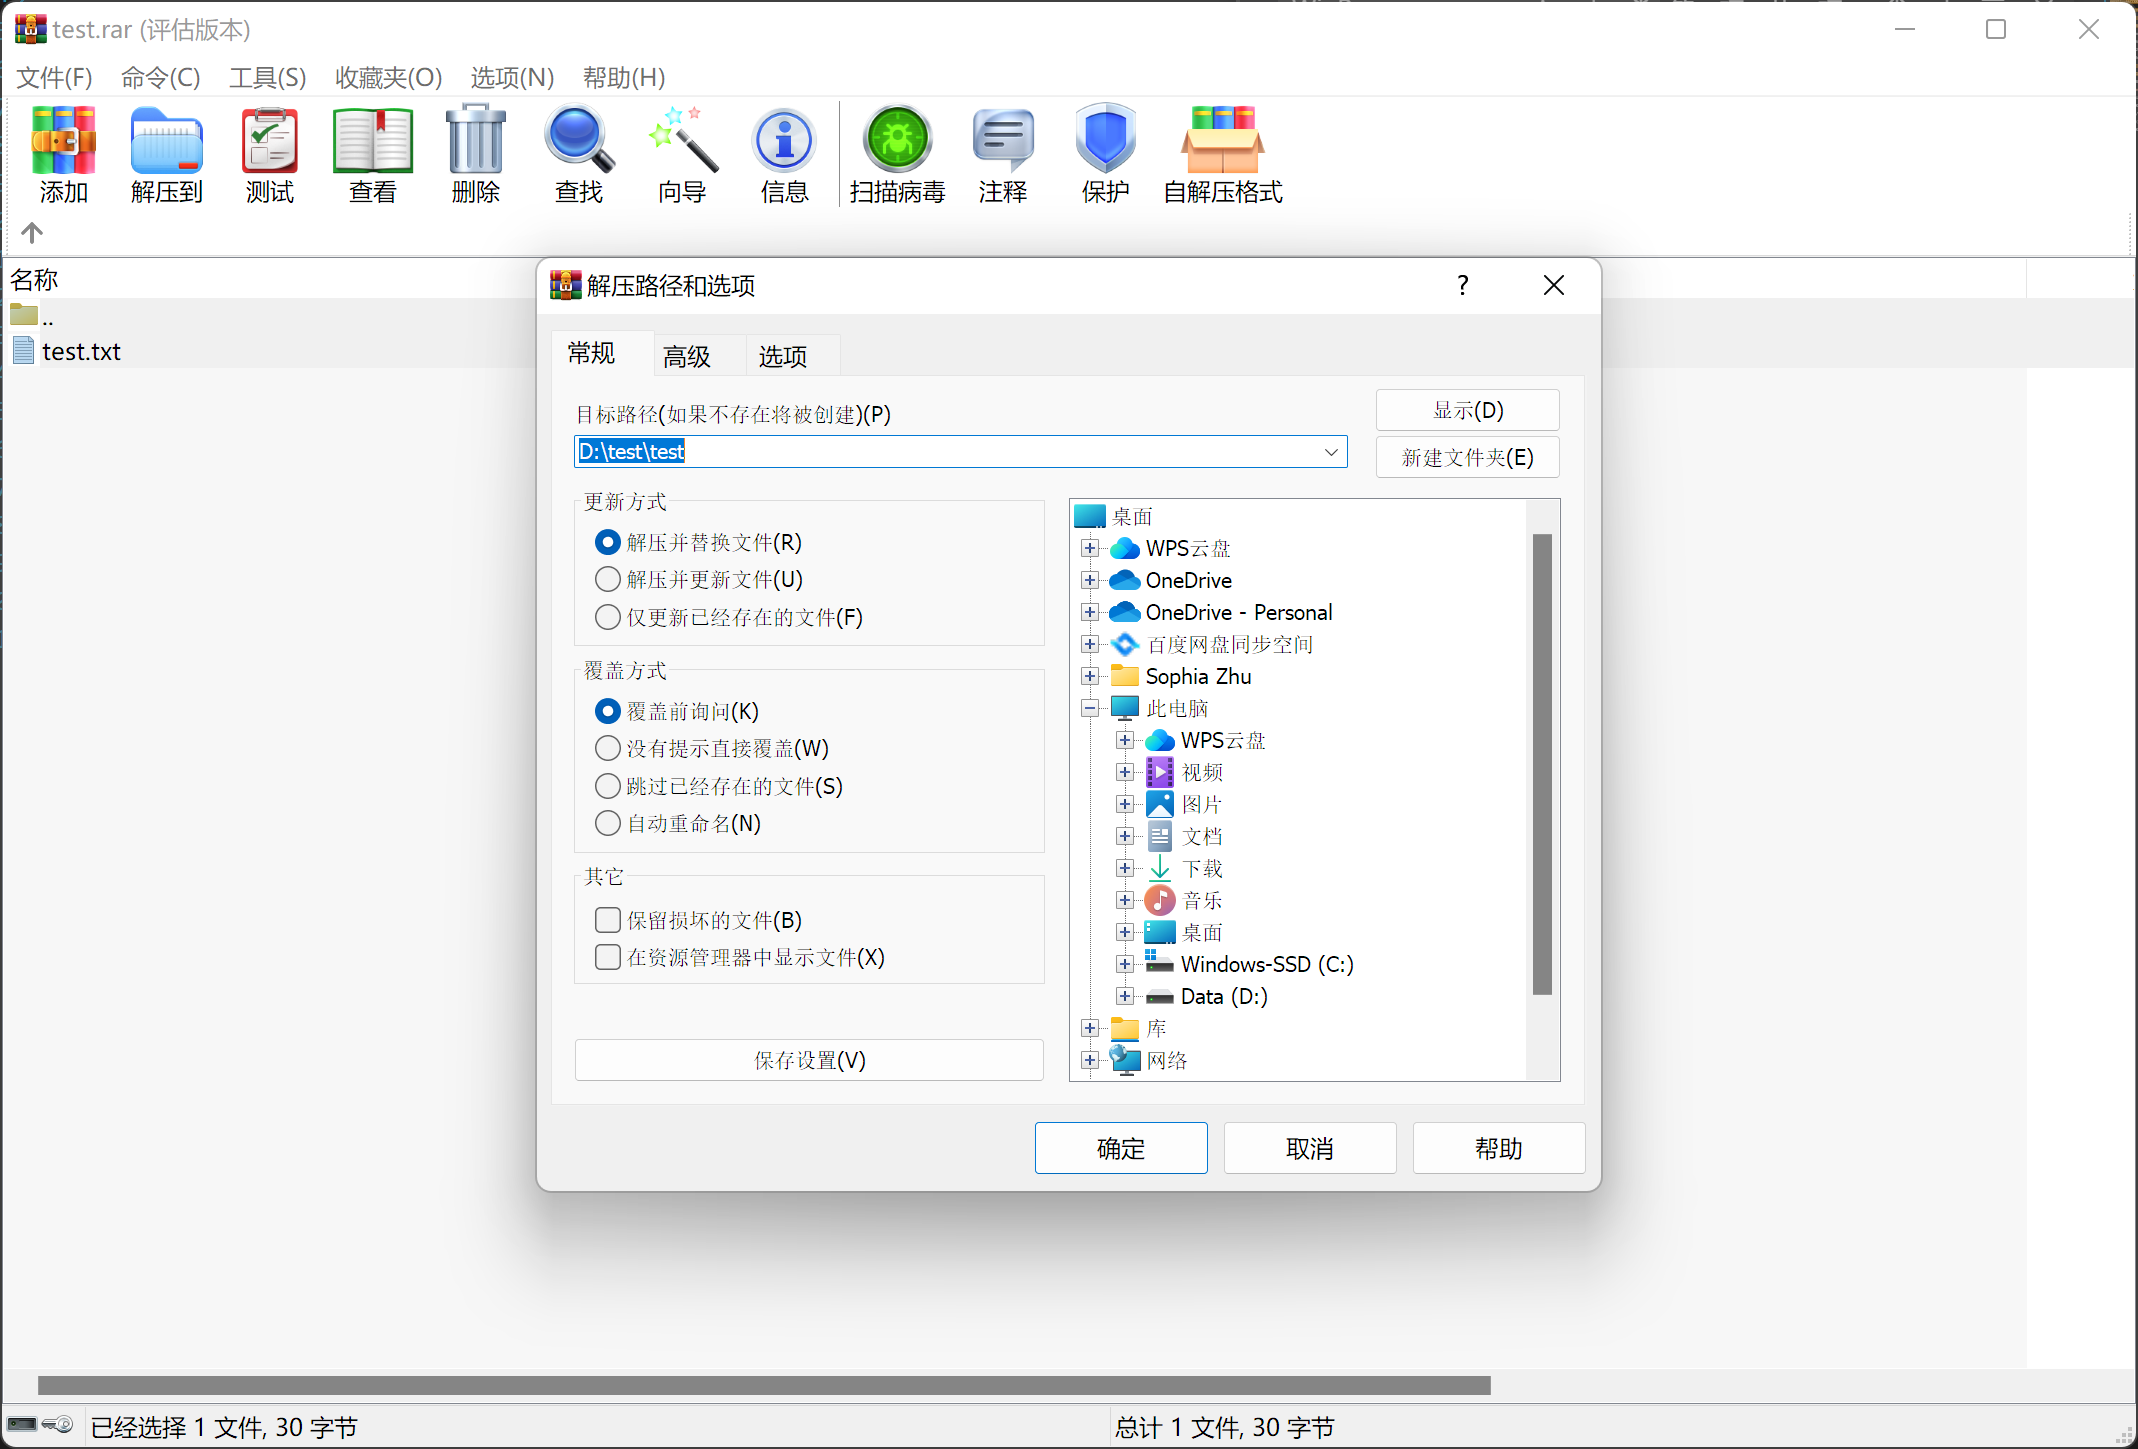 test.rar (评估版本)
文件(F) 命令(C) 工具(S) 收藏夹(O) 选项(N) 帮助(H)
添加 解压到 测试 查看 删除 查找 向导 信息 扫描病毒 注释 保护 自解压格式
名称
..
test.txt
解压路径和选项
常规 高级 选项
目标路径(如果不存在将被创建)(P)
D:\test\test
显示(D)
新建文件夹(E)
更新方式
解压并替换文件(R)
解压并更新文件(U)
仅更新已经存在的文件(F)
覆盖方式
覆盖前询问(K)
没有提示直接覆盖(W)
跳过已经存在的文件(S)
自动重命名(N)
其它
保留损坏的文件(B)
在资源管理器中显示文件(X)
保存设置(V)
桌面
WPS云盘
OneDrive
OneDrive - Personal
百度网盘同步空间
Sophia Zhu
此电脑
WPS云盘
视频
图片
文档
下载
音乐
桌面
Windows-SSD (C:)
Data (D:)
库
网络
确定 取消 帮助
已经选择 1 文件, 30 字节
总计 1 文件, 30 字节